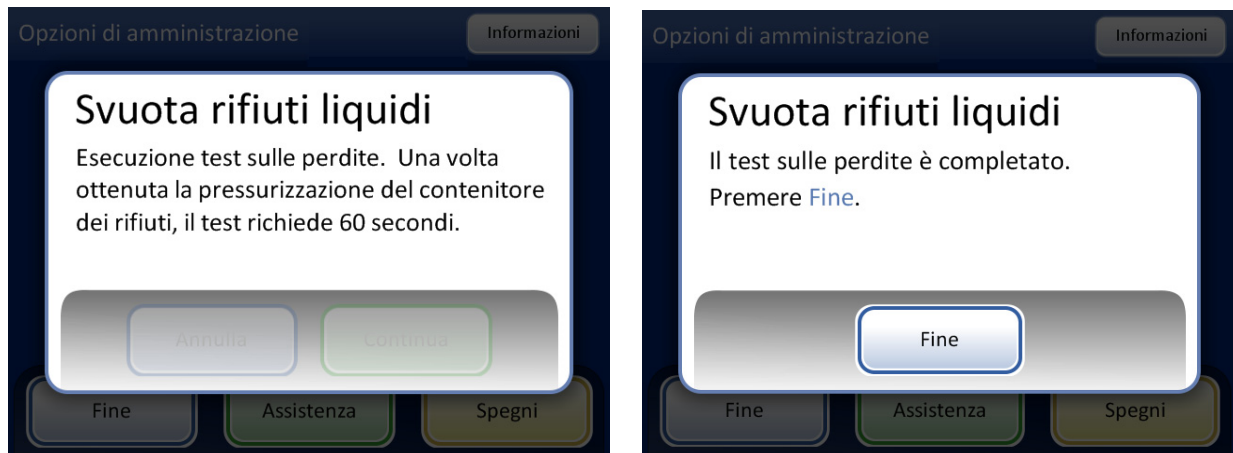 Opzioni di amministrazione
Informazioni
Svuota rifiuti liquidi
Esecuzione test sulle perdite. Una volta
ottenuta la pressurizzazione del contenitore
dei rifiuti, il test richiede 60 secondi.
Annulla
Continua
Fine
Assistenza
Spegni
Opzioni di amministrazione
Informazioni
Svuota rifiuti liquidi
Il test sulle perdite è completato.
Premere Fine.
Fine
Fine
Assistenza
Spegni